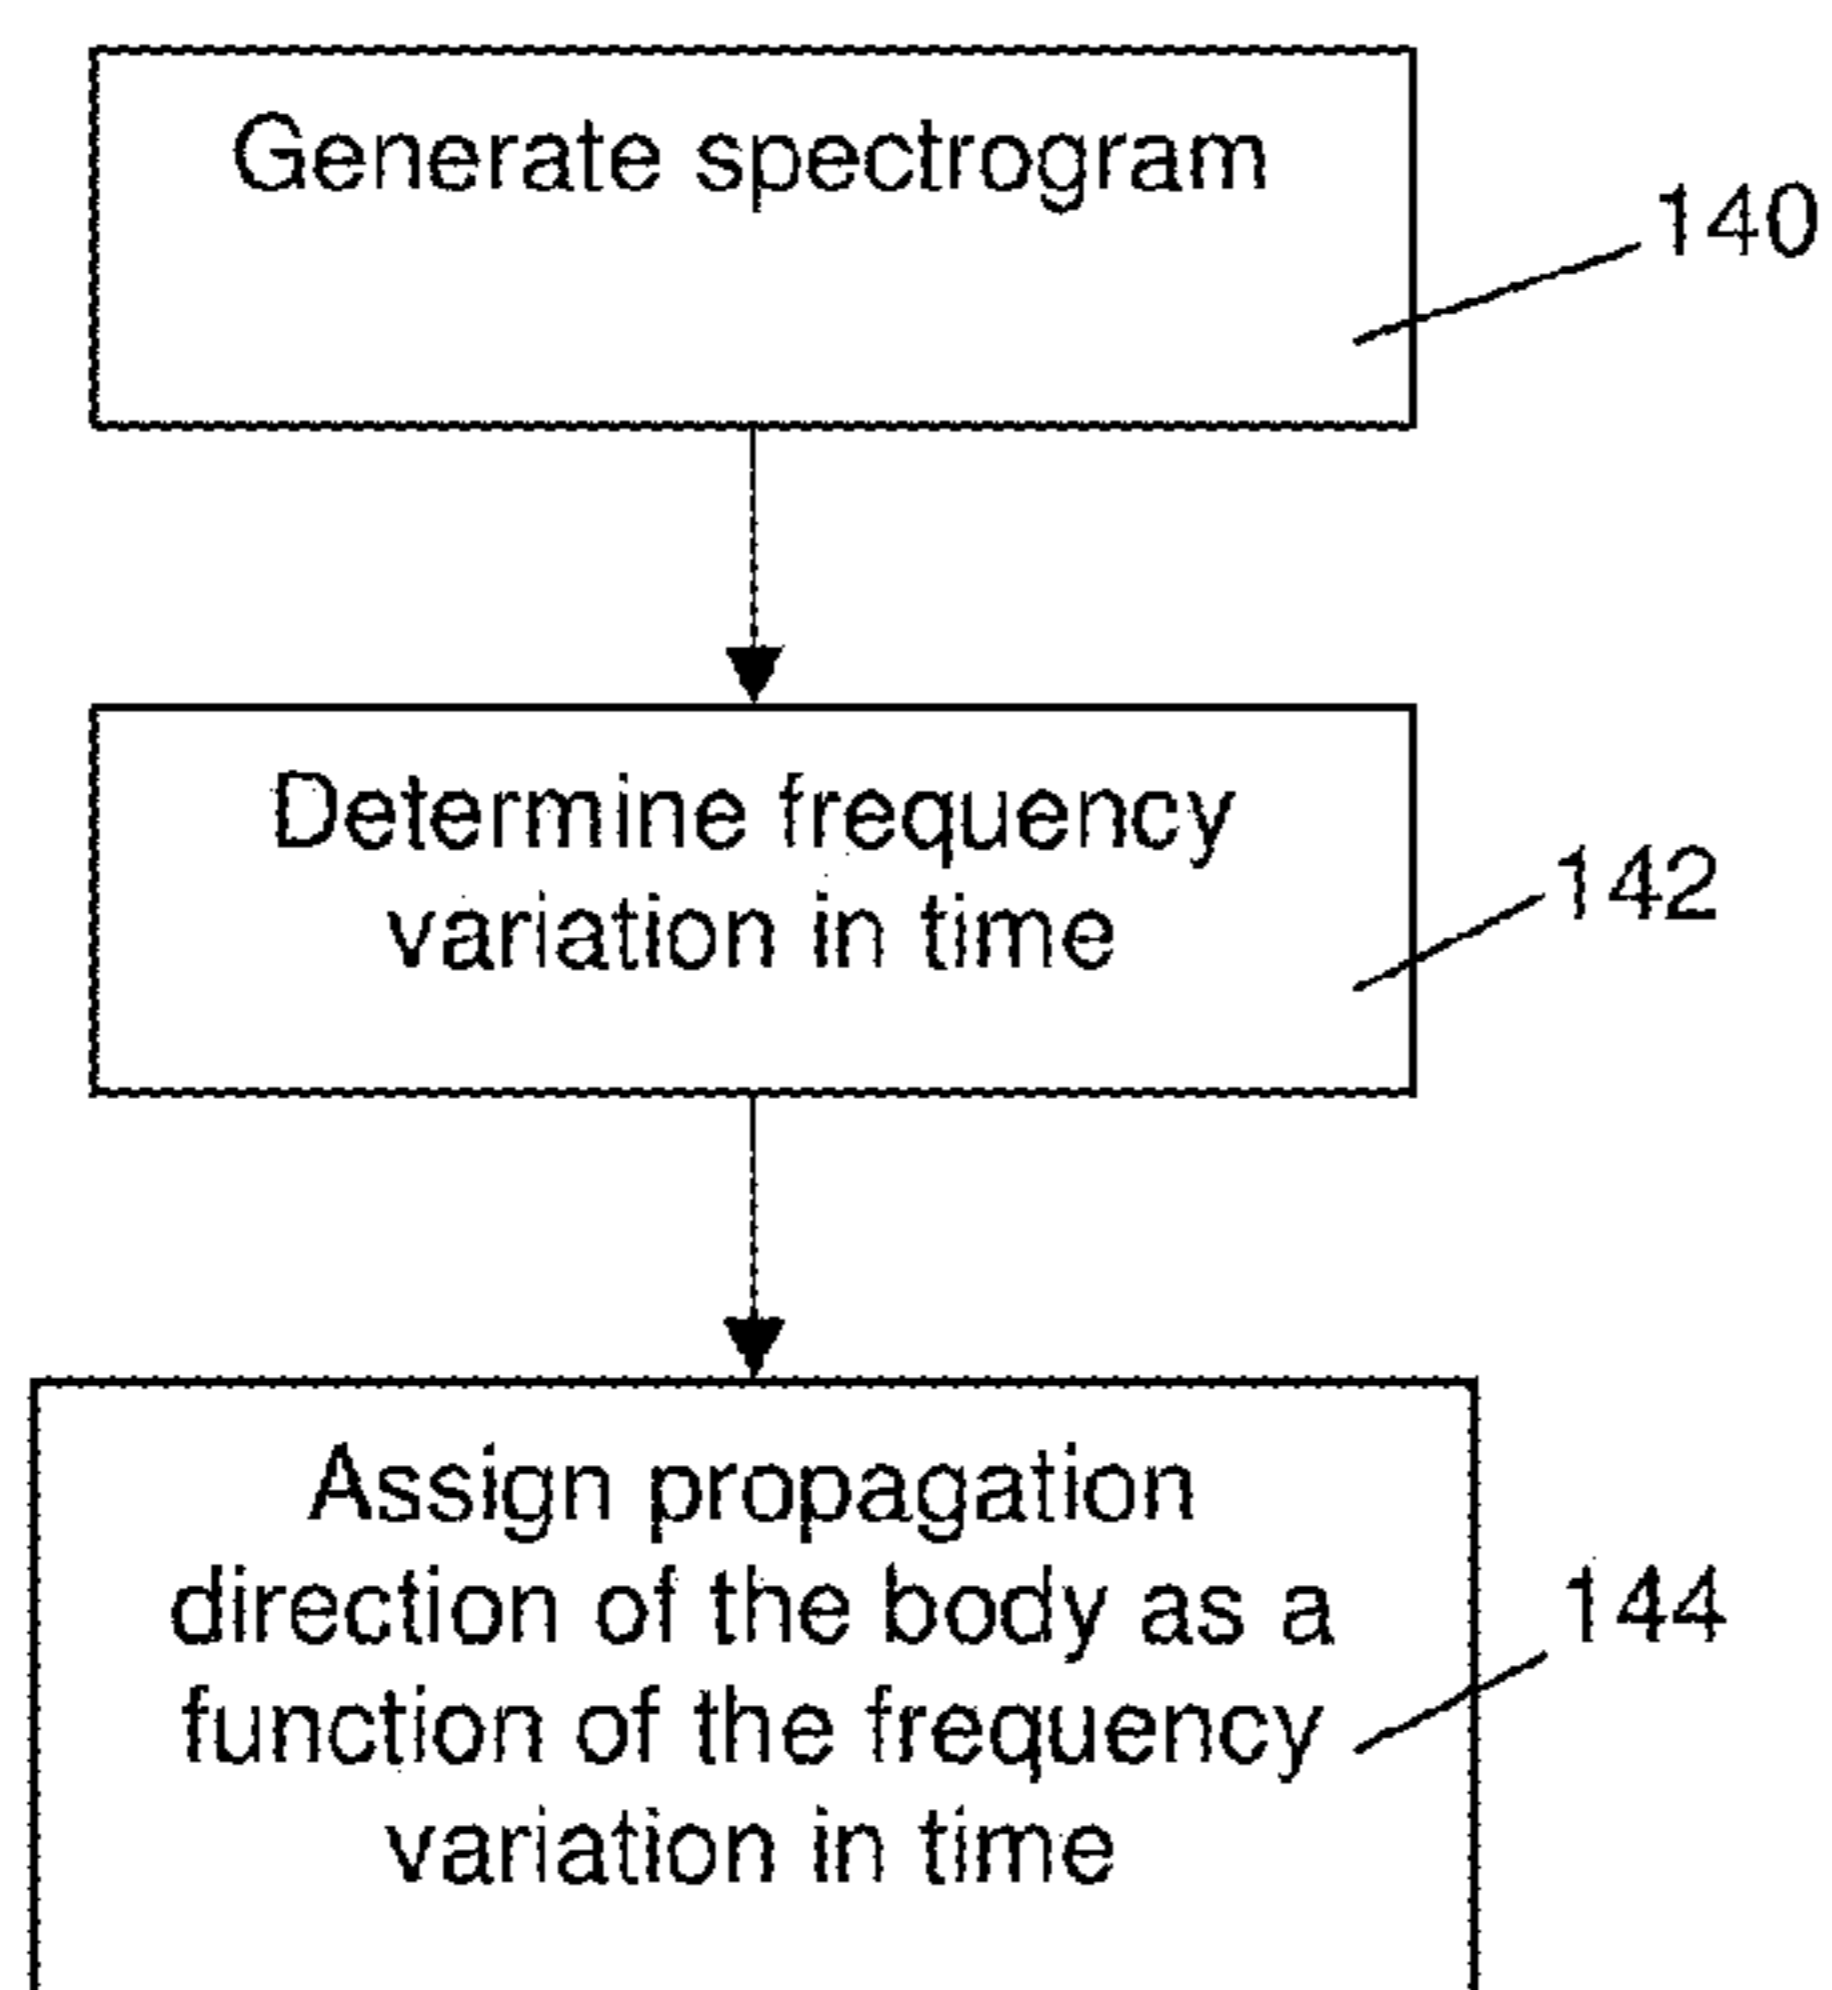 Generate spectrogram
140
Determine frequency
variation in time
142
Assign propagation
direction of the body as a
function of the frequency
variation in time
144